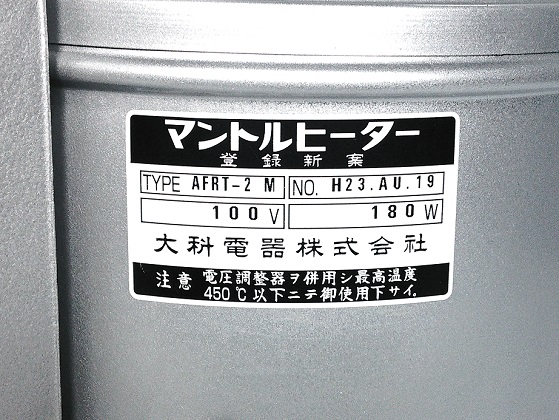 マントルヒーター
登録新案
TYPE AFRT-2 M NO. H23.AU.19
100V 180W
大科電器株式会社
注意 電圧調整器ヲ併用シ最高温度
450℃以下ニテ御使用下サイ.